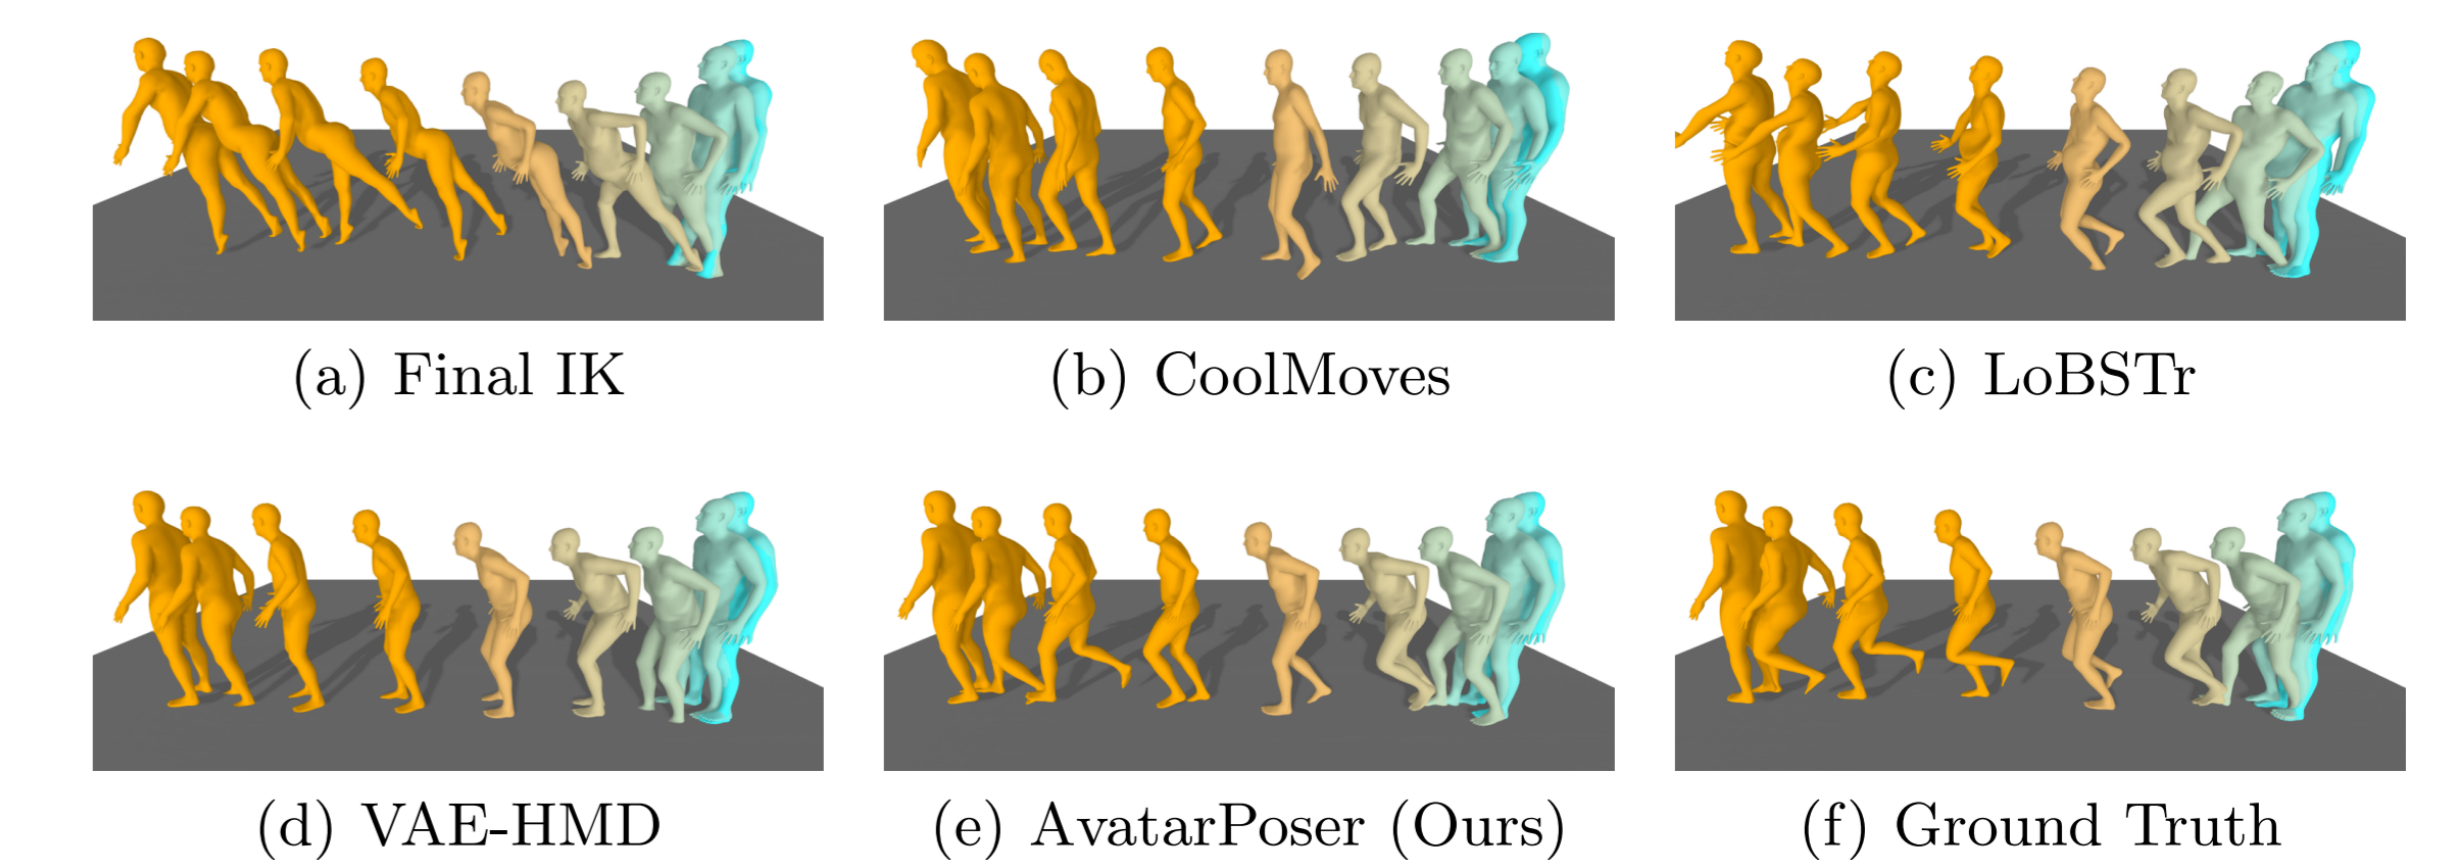 (a) Final IK
(b) CoolMoves
(c) LoBSTr
(d) VAE-HMD
(e) AvatarPoser (Ours)
(f) Ground Truth